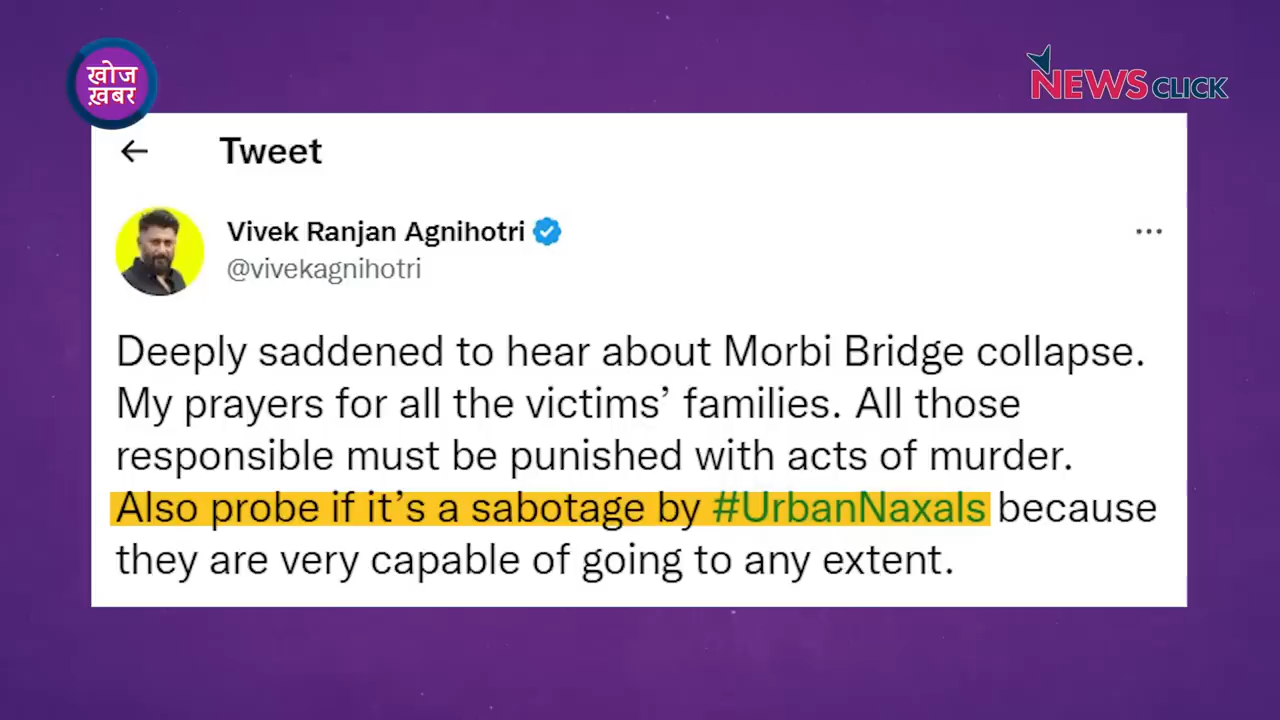 खोज
ख़बर
NEWSCLICK
Tweet
Vivek Ranjan Agnihotri
@vivekagnihotri
Deeply saddened to hear about Morbi Bridge collapse.
My prayers for all the victims’ families. All those
responsible must be punished with acts of murder.
Also probe if it’s a sabotage by #UrbanNaxals because
they are very capable of going to any extent.